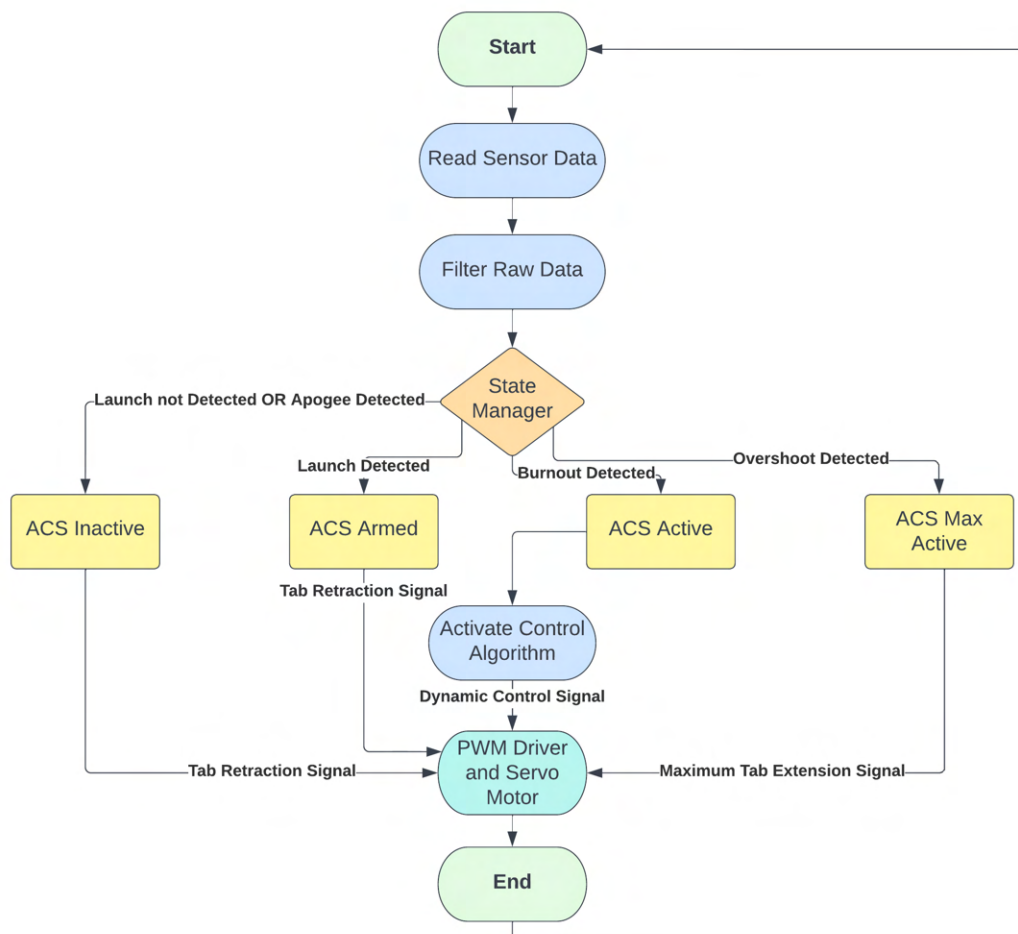 Start
Read Sensor Data
Filter Raw Data
State
Manager
Launch not Detected OR Apogee Detected
Launch Detected
Burnout Detected
Overshoot Detected
ACS Inactive
ACS Armed
ACS Active
ACS Max
Active
Tab Retraction Signal
Activate Control
Algorithm
Dynamic Control Signal
PWM Driver
and Servo
Motor
Tab Retraction Signal
Maximum Tab Extension Signal
End